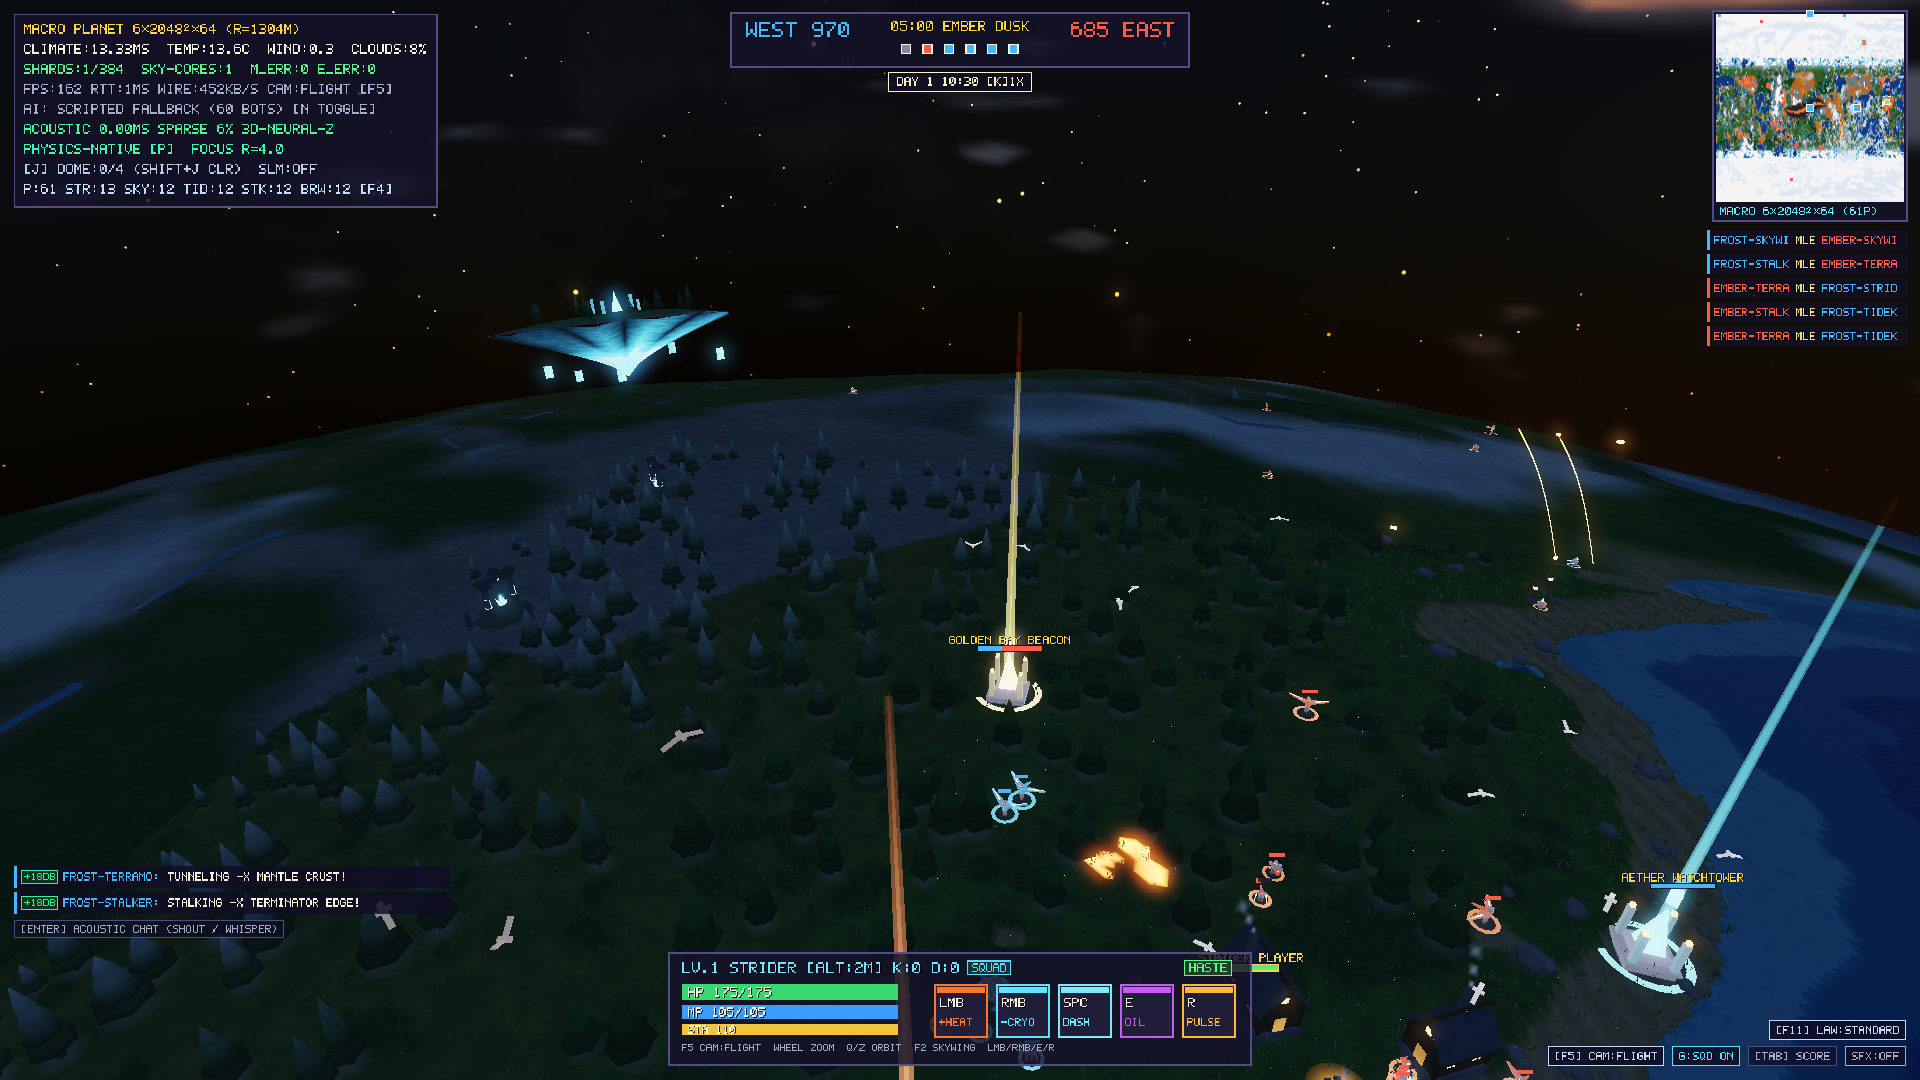 MACRO PLANET 6×2048²×64 (R=1304M)
CLIMATE:13.33MS TEMP:13.6C WIND:0.3 CLOUDS:8%
SHARDS:1/384 SKY-CORES:1 M_ERR:0 E_ERR:0
FPS:162 RTT:1MS WIRE:452KB/S CAM:FLIGHT [F5]
AI: SCRIPTED FALLBACK (60 BOTS) [N TOGGLE]
ACOUSTIC 0.00MS SPARSE 6% 3D-NEURAL-Z
PHYSICS-NATIVE [P] FOCUS R=4.0
[J] DOME:0/4 (SHIFT+J CLR) SLM:OFF
P:61 STR:13 SKY:12 TID:12 STK:12 BRW:12 [F4]
WEST 970 05:00 EMBER DUSK 685 EAST
DAY 1 10:30 [K]1X
MACRO 6×2048²×64 (61P)
FROST-SKYWI MLE EMBER-SKYWI
FROST-STALK MLE EMBER-TERRA
EMBER-TERRA MLE FROST-STRID
EMBER-STALK MLE FROST-TIDEK
EMBER-TERRA MLE FROST-TIDEK
GOLDEN BAY BEACON
AETHER WATCHTOWER
+18DB FROST-TERRANO: TUNNELING -X MANTLE CRUST!
+18DB FROST-STALKER: STALKING -X TERMINATOR EDGE!
[ENTER] ACOUSTIC CHAT (SHOUT / WHISPER)
PLAYER
LV.1 STRIDER [ALT:2M] K:0 D:0 SQUAD HASTE
HP 175/175
MP 105/105
STA 110
LMB +HEAT
RMB -CRYO
SPC DASH
E OIL
R PULSE
F5 CAM:FLIGHT WHEEL ZOOM Q/Z ORBIT F2 SKYWING LMB/RMB/E/R
[F11] LAW:STANDARD
[F5] CAM:FLIGHT G:SQD ON [TAB] SCORE SFX:OFF